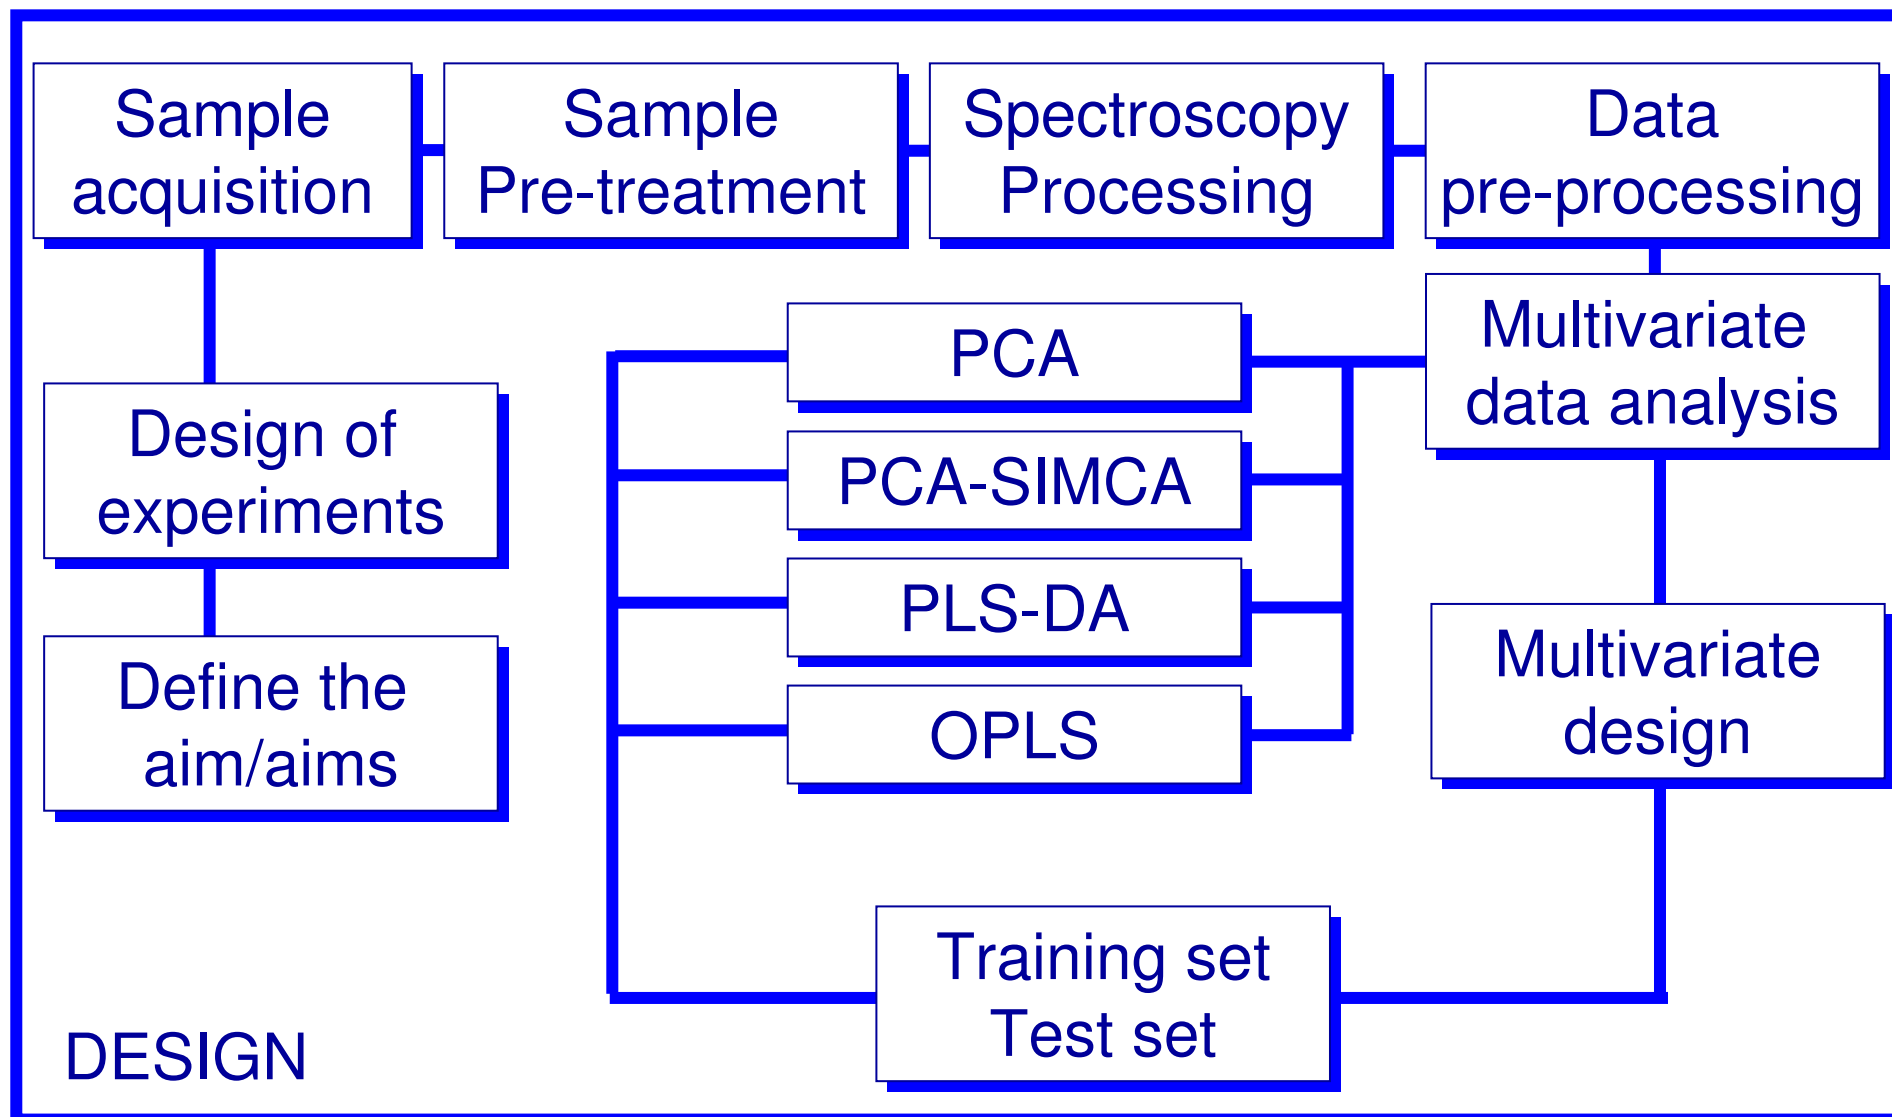 Sample
acquisition
Sample
Pre-treatment
Spectroscopy
Processing
Data
pre-processing
Design of
experiments
Define the
aim/aims
PCA
PCA-SIMCA
PLS-DA
OPLS
Multivariate
data analysis
Multivariate
design
Training set
Test set
DESIGN